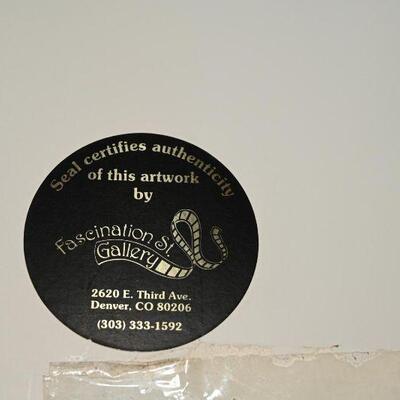 Seal certifies authenticity
of this artwork
by
Fascination St.
Gallery
2620 E. Third Ave.
Denver, CO 80206
(303) 333-1592